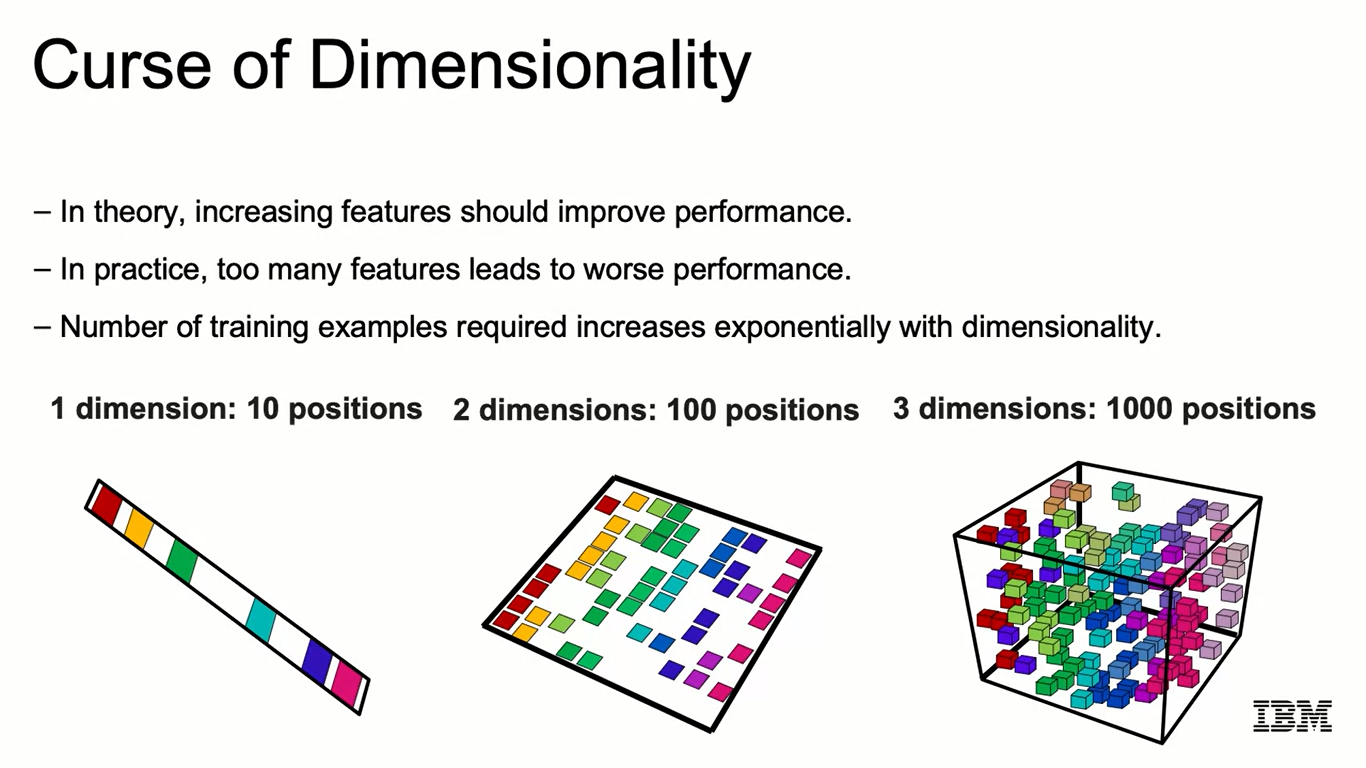 Curse of Dimensionality
– In theory, increasing features should improve performance.
– In practice, too many features leads to worse performance.
– Number of training examples required increases exponentially with dimensionality.
1 dimension: 10 positions
2 dimensions: 100 positions
3 dimensions: 1000 positions
IBM